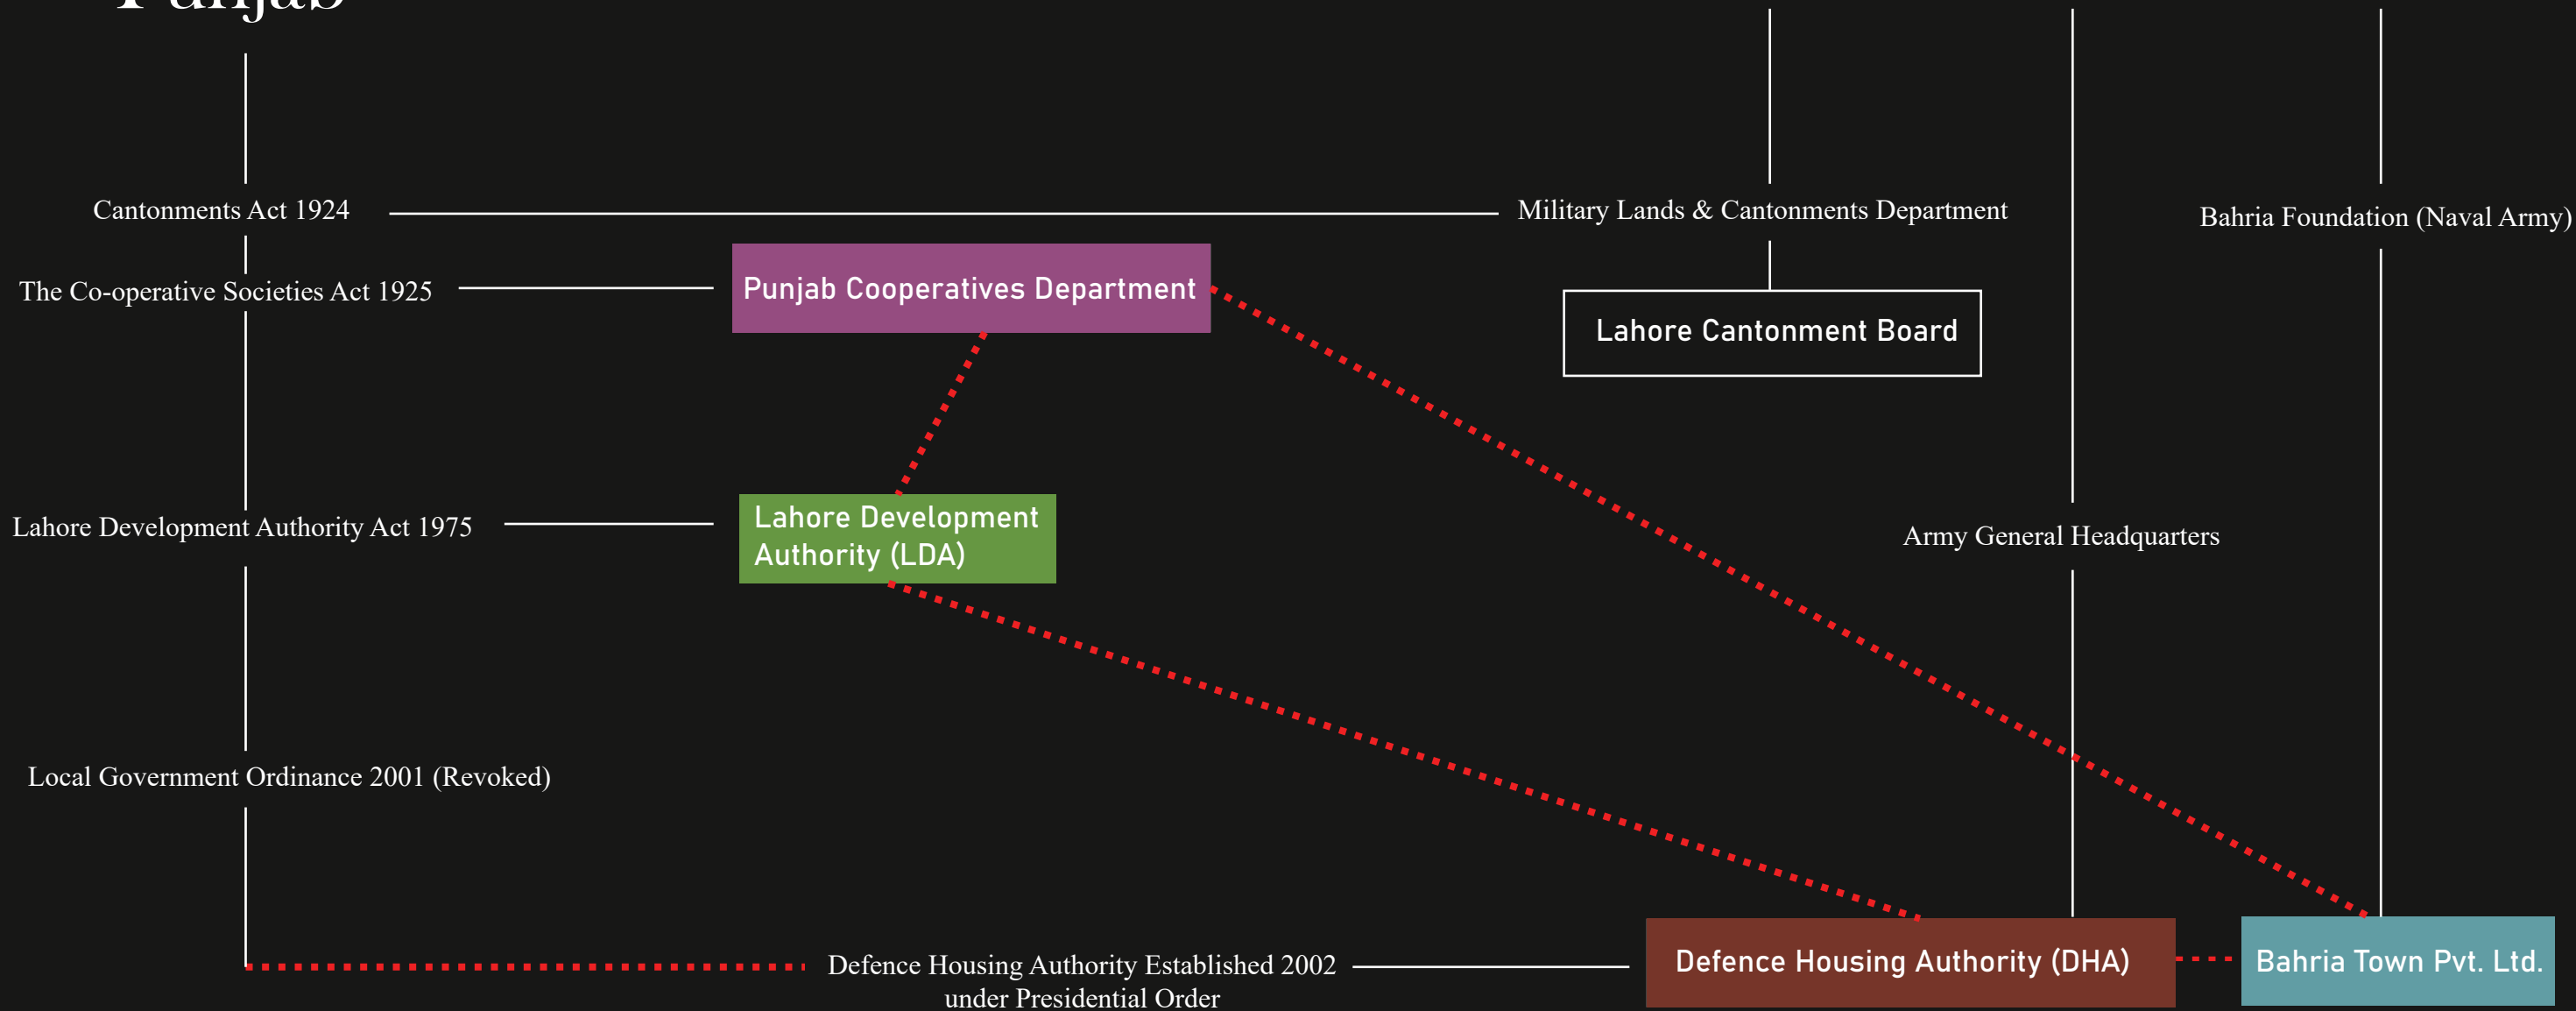 Punjab
Cantonments Act 1924
Military Lands & Cantonments Department
Bahria Foundation (Naval Army)
The Co-operative Societies Act 1925
Punjab Cooperatives Department
Lahore Cantonment Board
Lahore Development Authority Act 1975
Lahore Development
Authority (LDA)
Army General Headquarters
Local Government Ordinance 2001 (Revoked)
Defence Housing Authority Established 2002
under Presidential Order
Defence Housing Authority (DHA)
Bahria Town Pvt. Ltd.